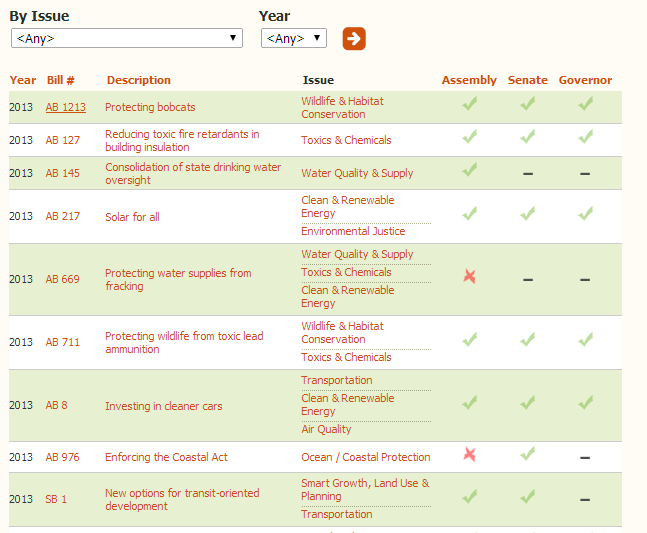 By Issue Year
<Any> <Any>
Year Bill # Description Issue Assembly Senate Governor
2013 AB 1213 Protecting bobcats Wildlife & Habitat
Conservation
2013 AB 127 Reducing toxic fire retardants in
building insulation Toxics & Chemicals
2013 AB 145 Consolidation of state drinking water
oversight Water Quality & Supply
2013 AB 217 Solar for all Clean & Renewable
Energy
Environmental Justice
2013 AB 669 Protecting water supplies from
fracking Water Quality & Supply
Toxics & Chemicals
Clean & Renewable
Energy
2013 AB 711 Protecting wildlife from toxic lead
ammunition Wildlife & Habitat
Conservation
Toxics & Chemicals
2013 AB 8 Investing in cleaner cars Transportation
Clean & Renewable
Energy
Air Quality
2013 AB 976 Enforcing the Coastal Act Ocean / Coastal Protection
2013 SB 1 New options for transit-oriented
development Smart Growth, Land Use &
Planning
Transportation